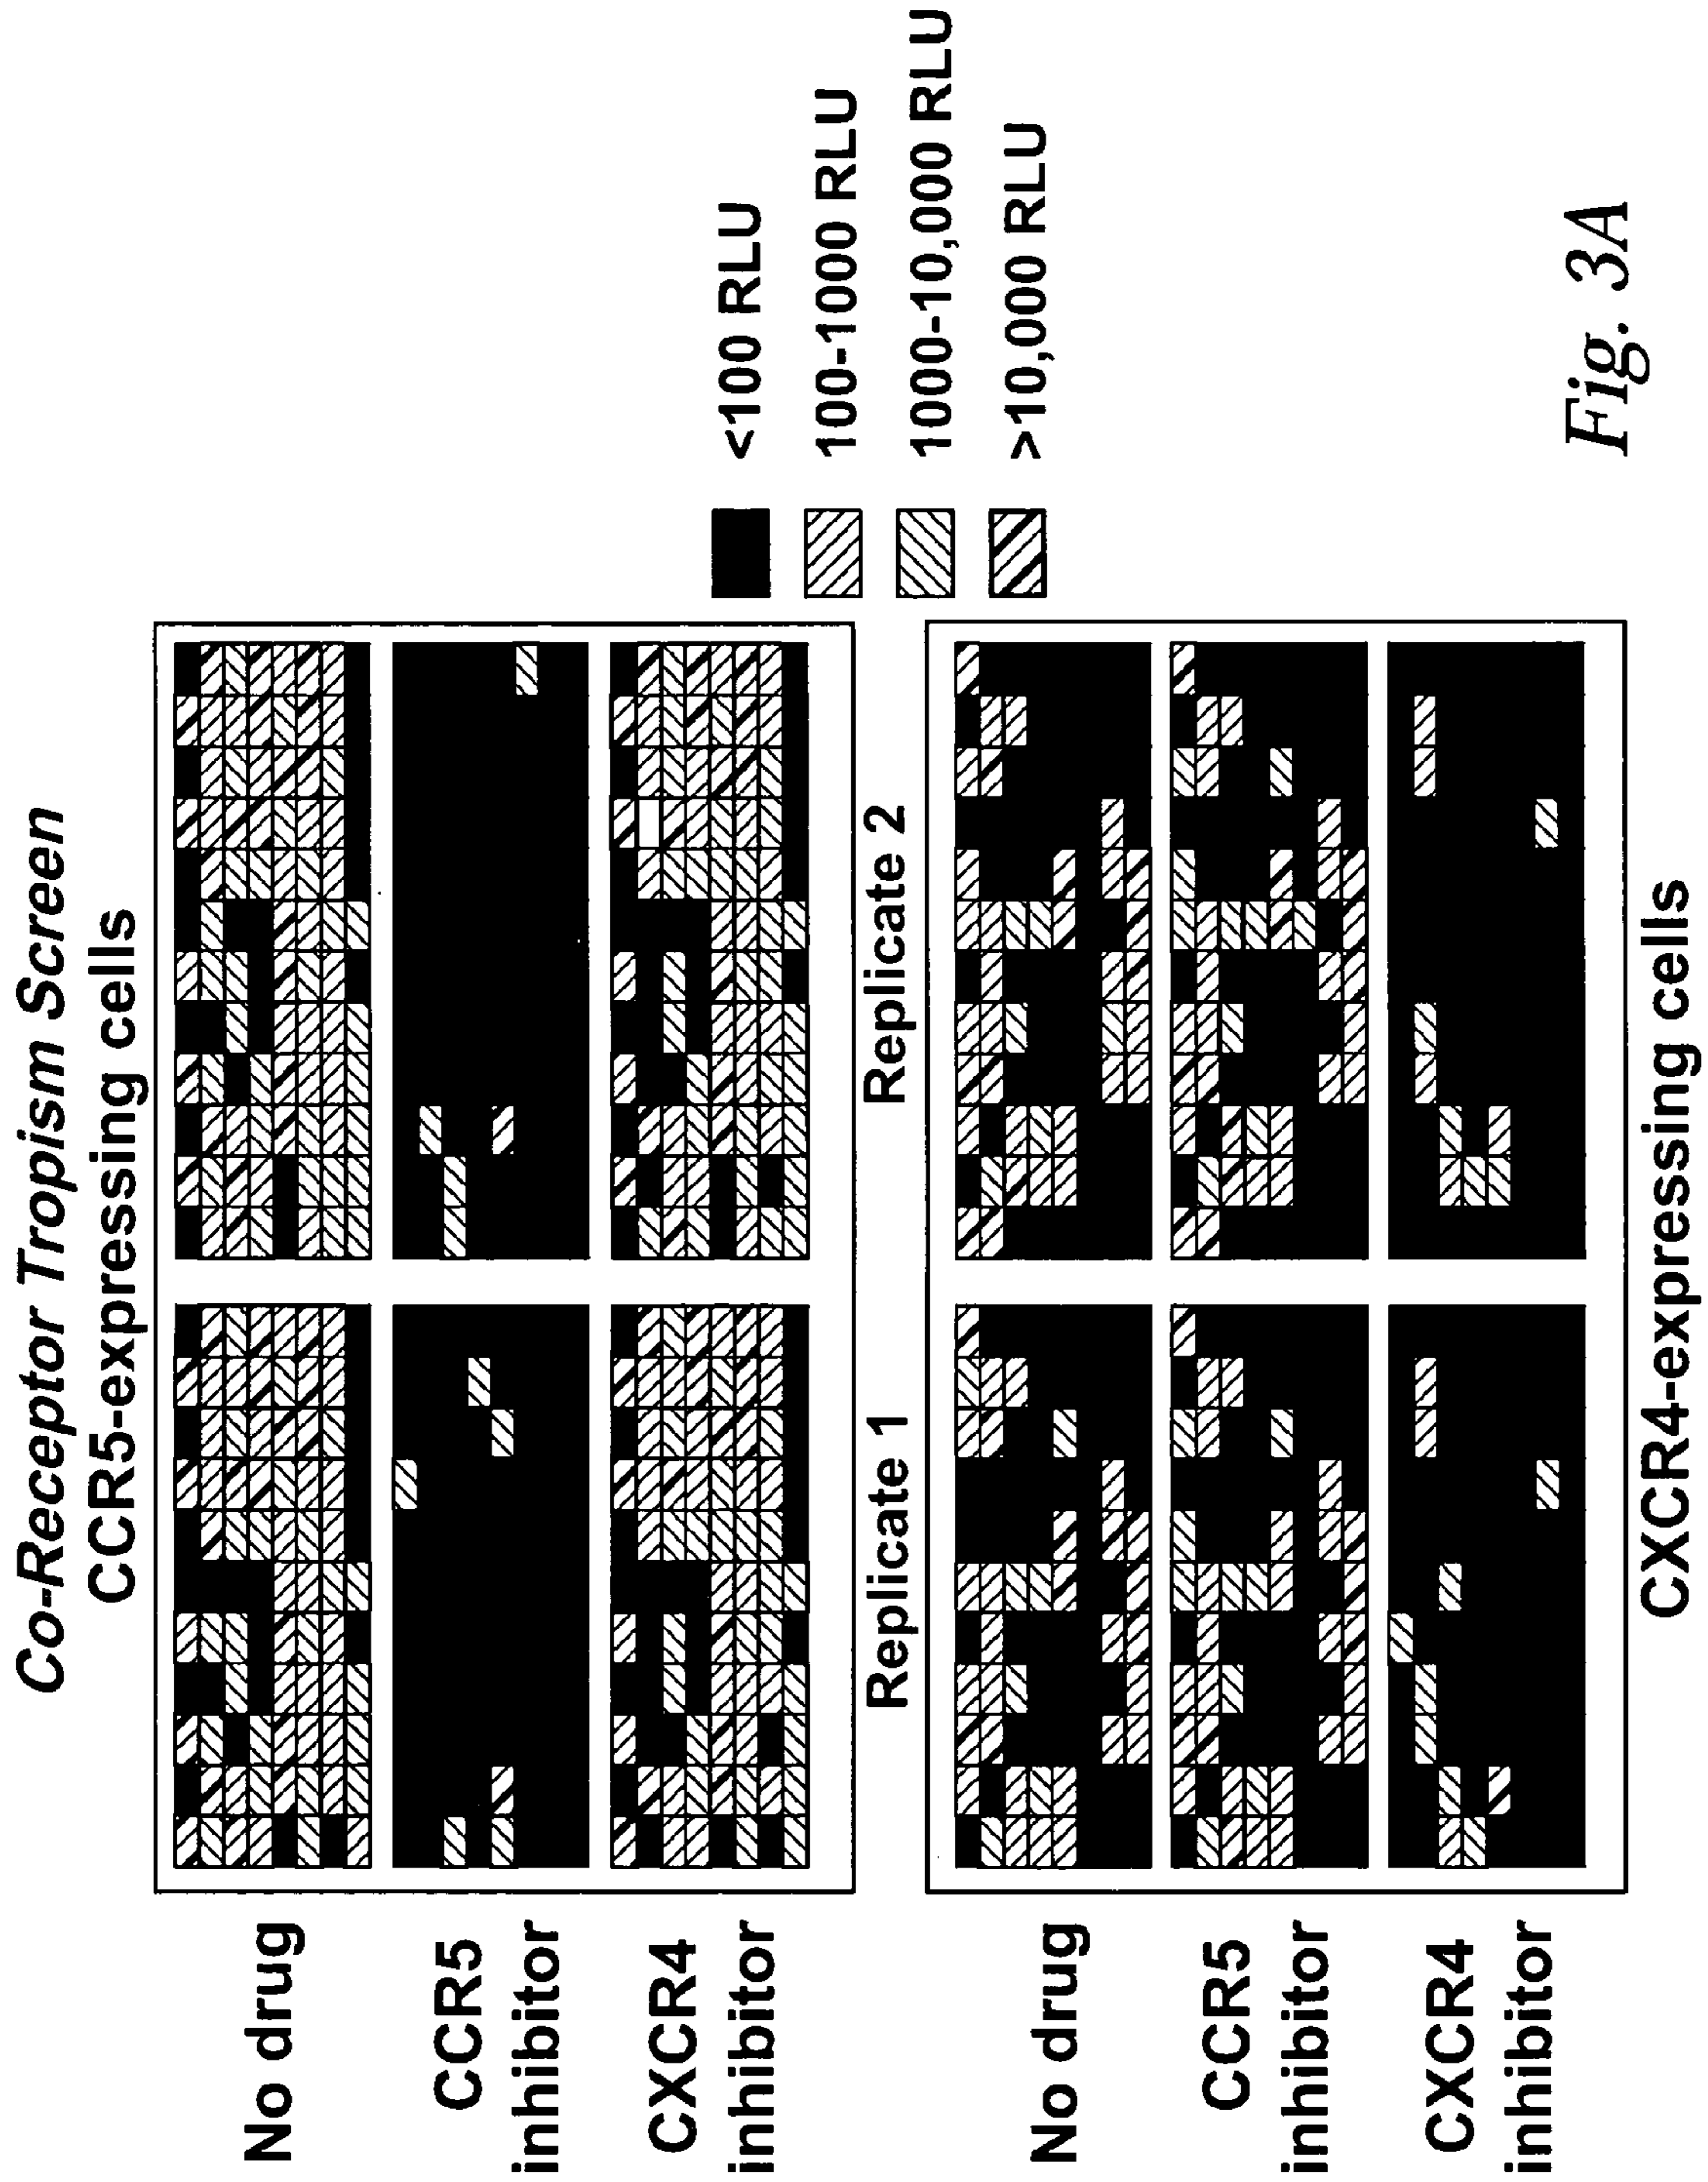 Co-Receptor Tropism Screen
CCR5-expressing cells
No drug
CCR5
inhibitor
CXCR4
inhibitor
Replicate 1
Replicate 2
No drug
CCR5
inhibitor
CXCR4
inhibitor
CXCR4-expressing cells
<100 RLU
100-1000 RLU
1000-10,000 RLU
>10,000 RLU
Fig. 3A